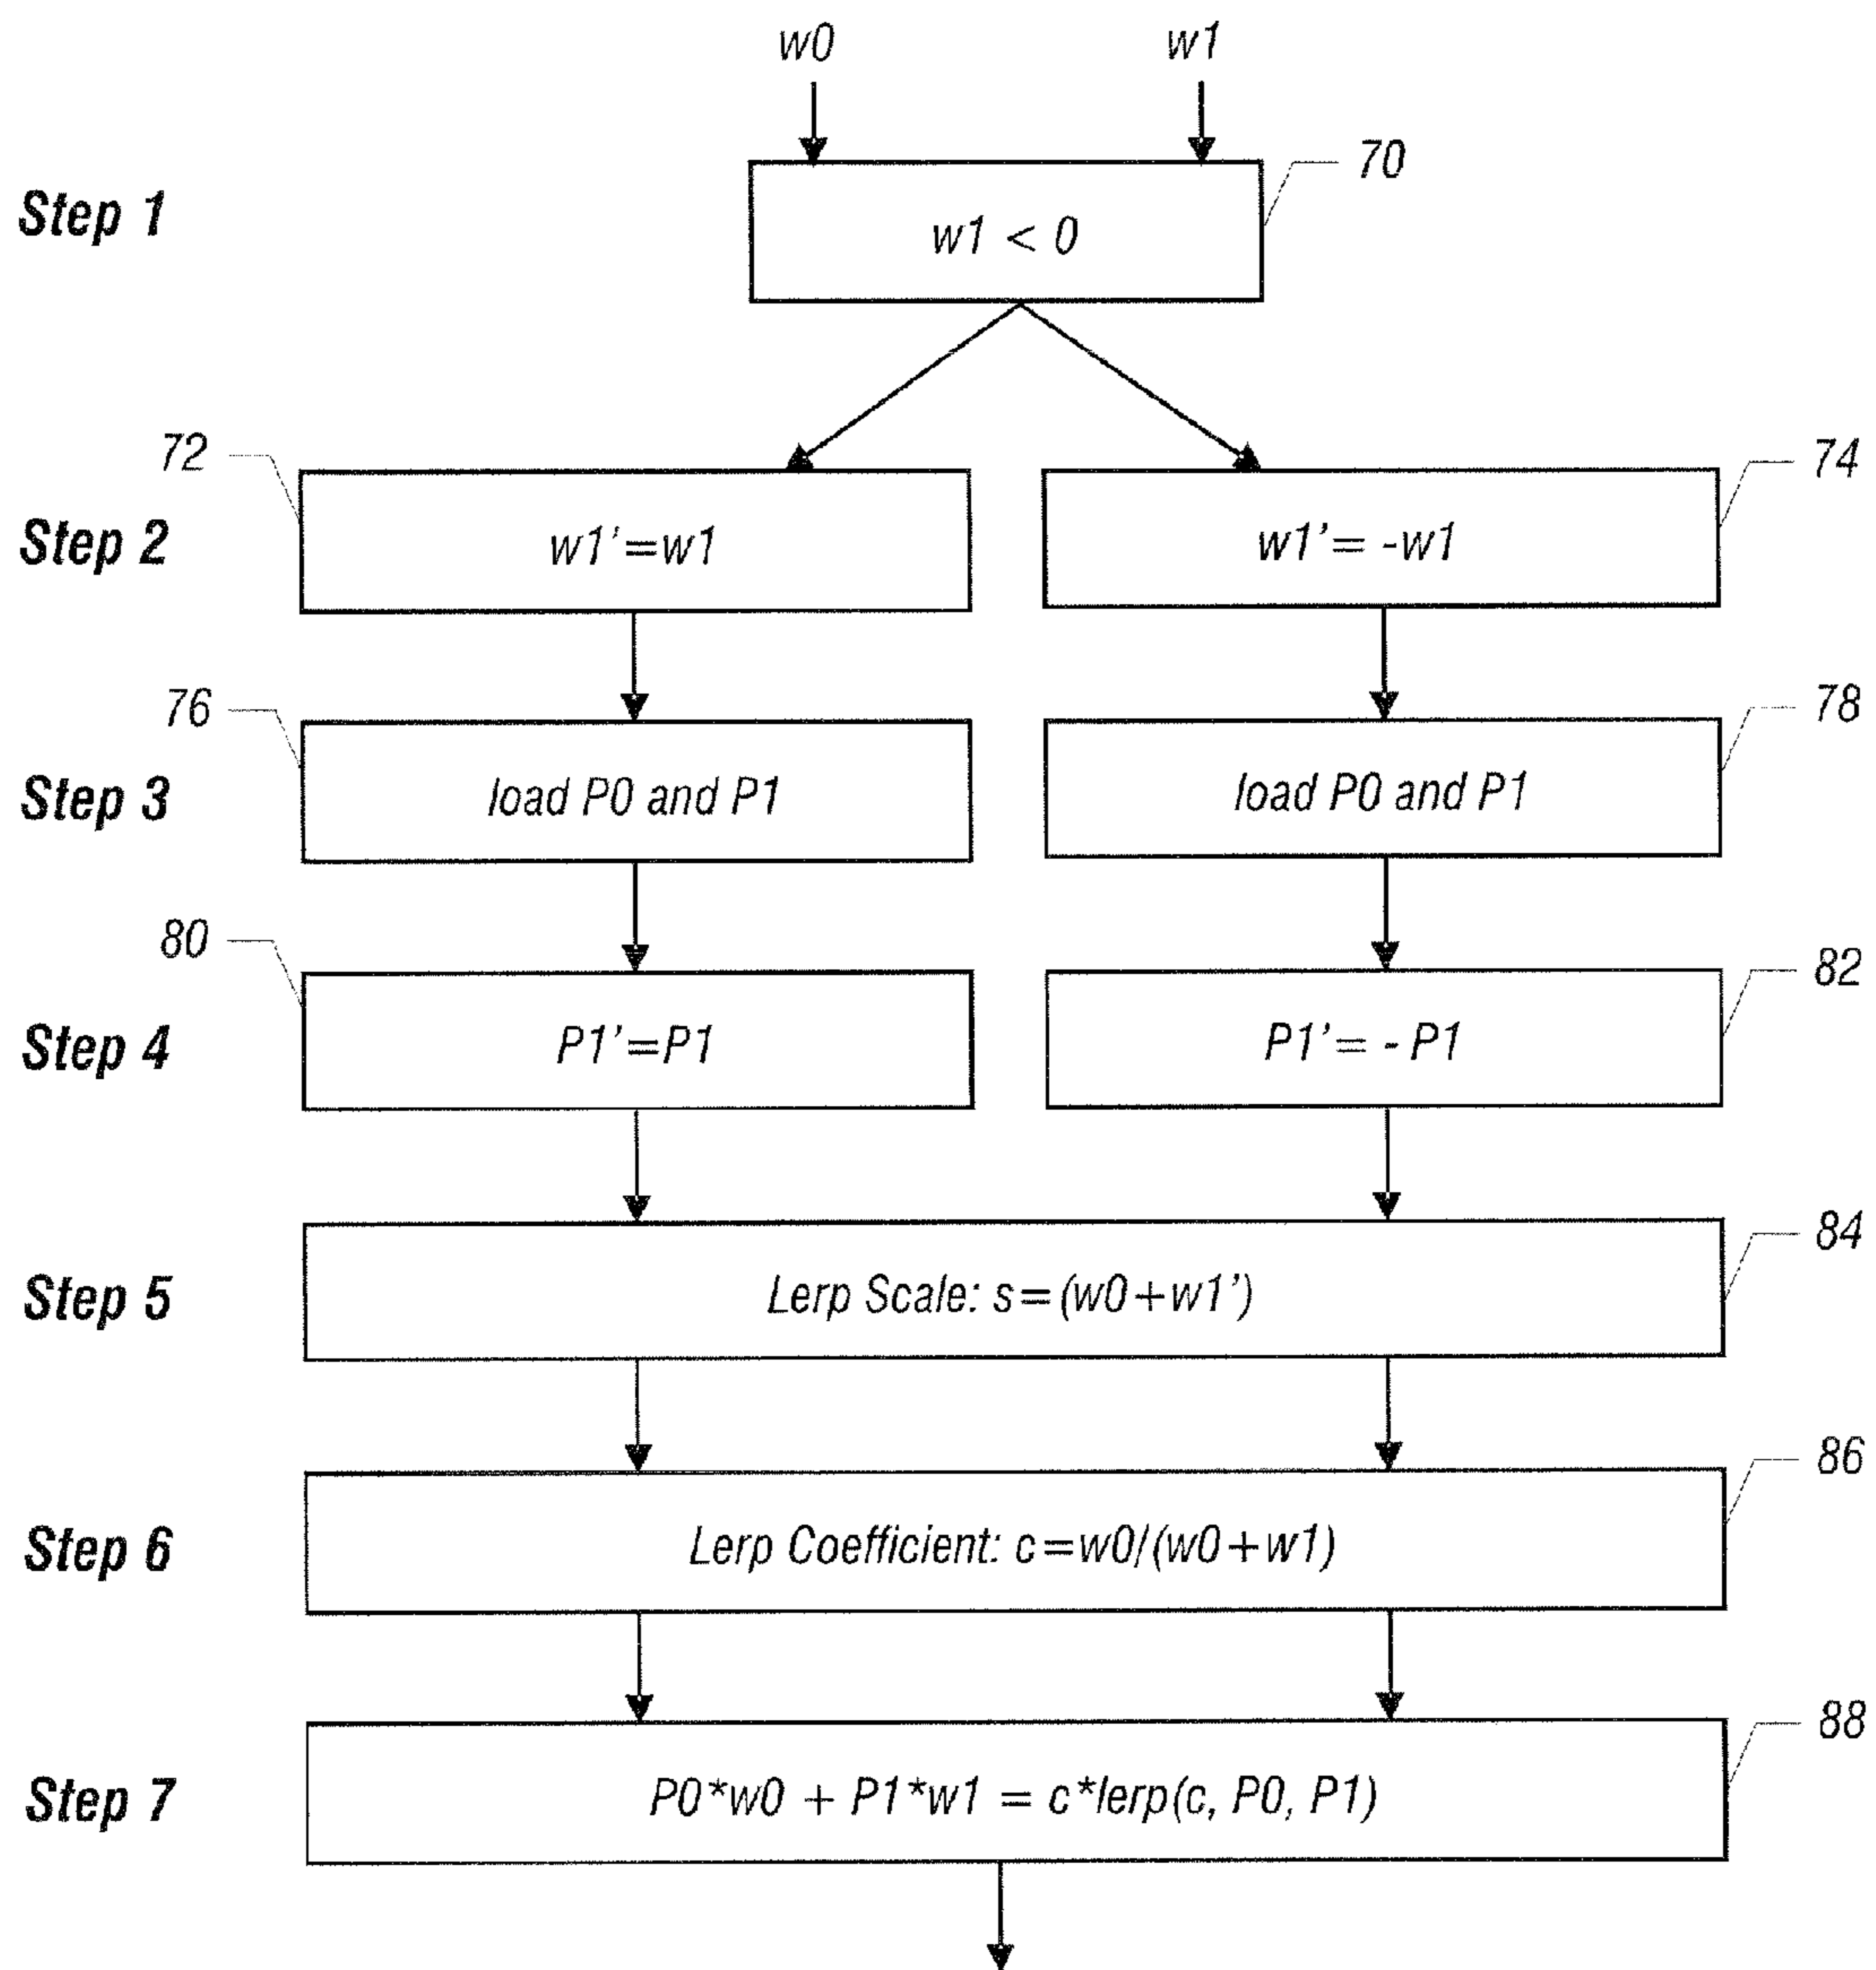 w0 w1
Step 1
w1 < 0
70
72
74
Step 2
w1'=w1
w1'= -w1
76
78
Step 3
load P0 and P1
load P0 and P1
80
82
Step 4
P1'=P1
P1'= - P1
84
Step 5
Lerp Scale: s=(w0+w1')
86
Step 6
Lerp Coefficient: c=w0/(w0+w1)
88
Step 7
P0*w0 + P1*w1 = c*lerp(c, P0, P1)